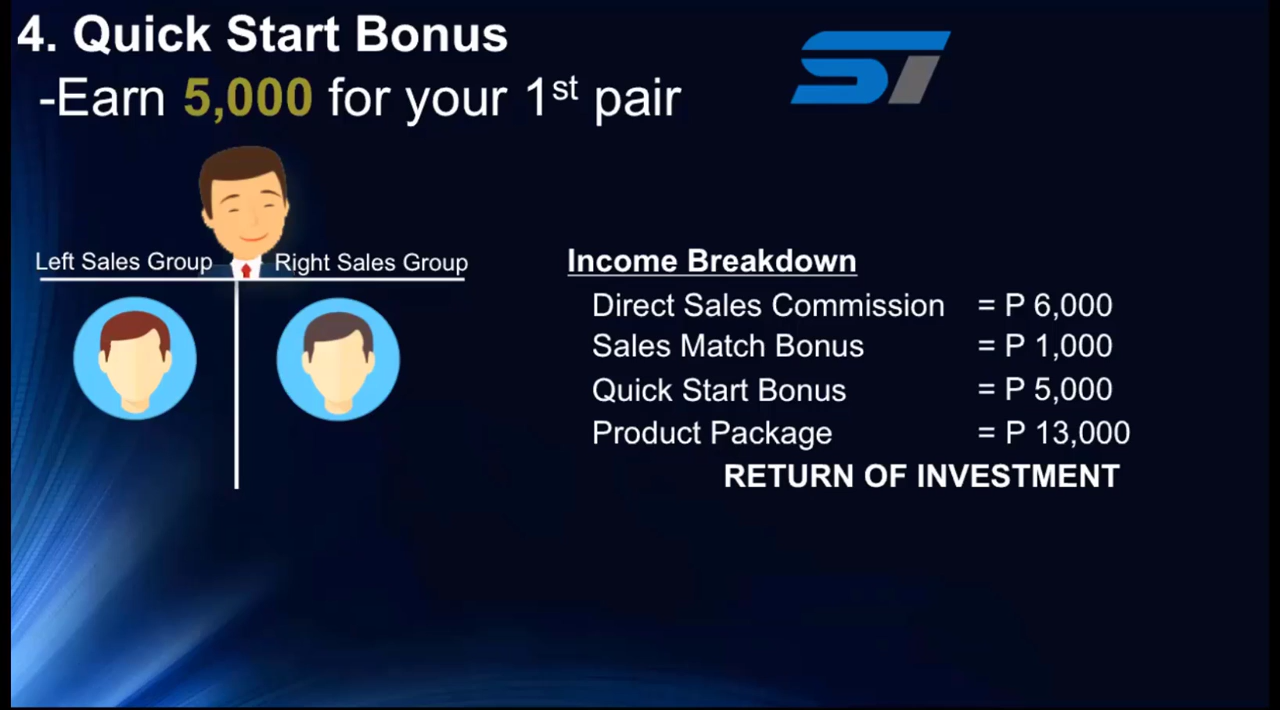 4. Quick Start Bonus
-Earn 5,000 for your 1st pair
ST
Left Sales Group
Right Sales Group
Income Breakdown
Direct Sales Commission = P 6,000
Sales Match Bonus = P 1,000
Quick Start Bonus = P 5,000
Product Package = P 13,000
RETURN OF INVESTMENT